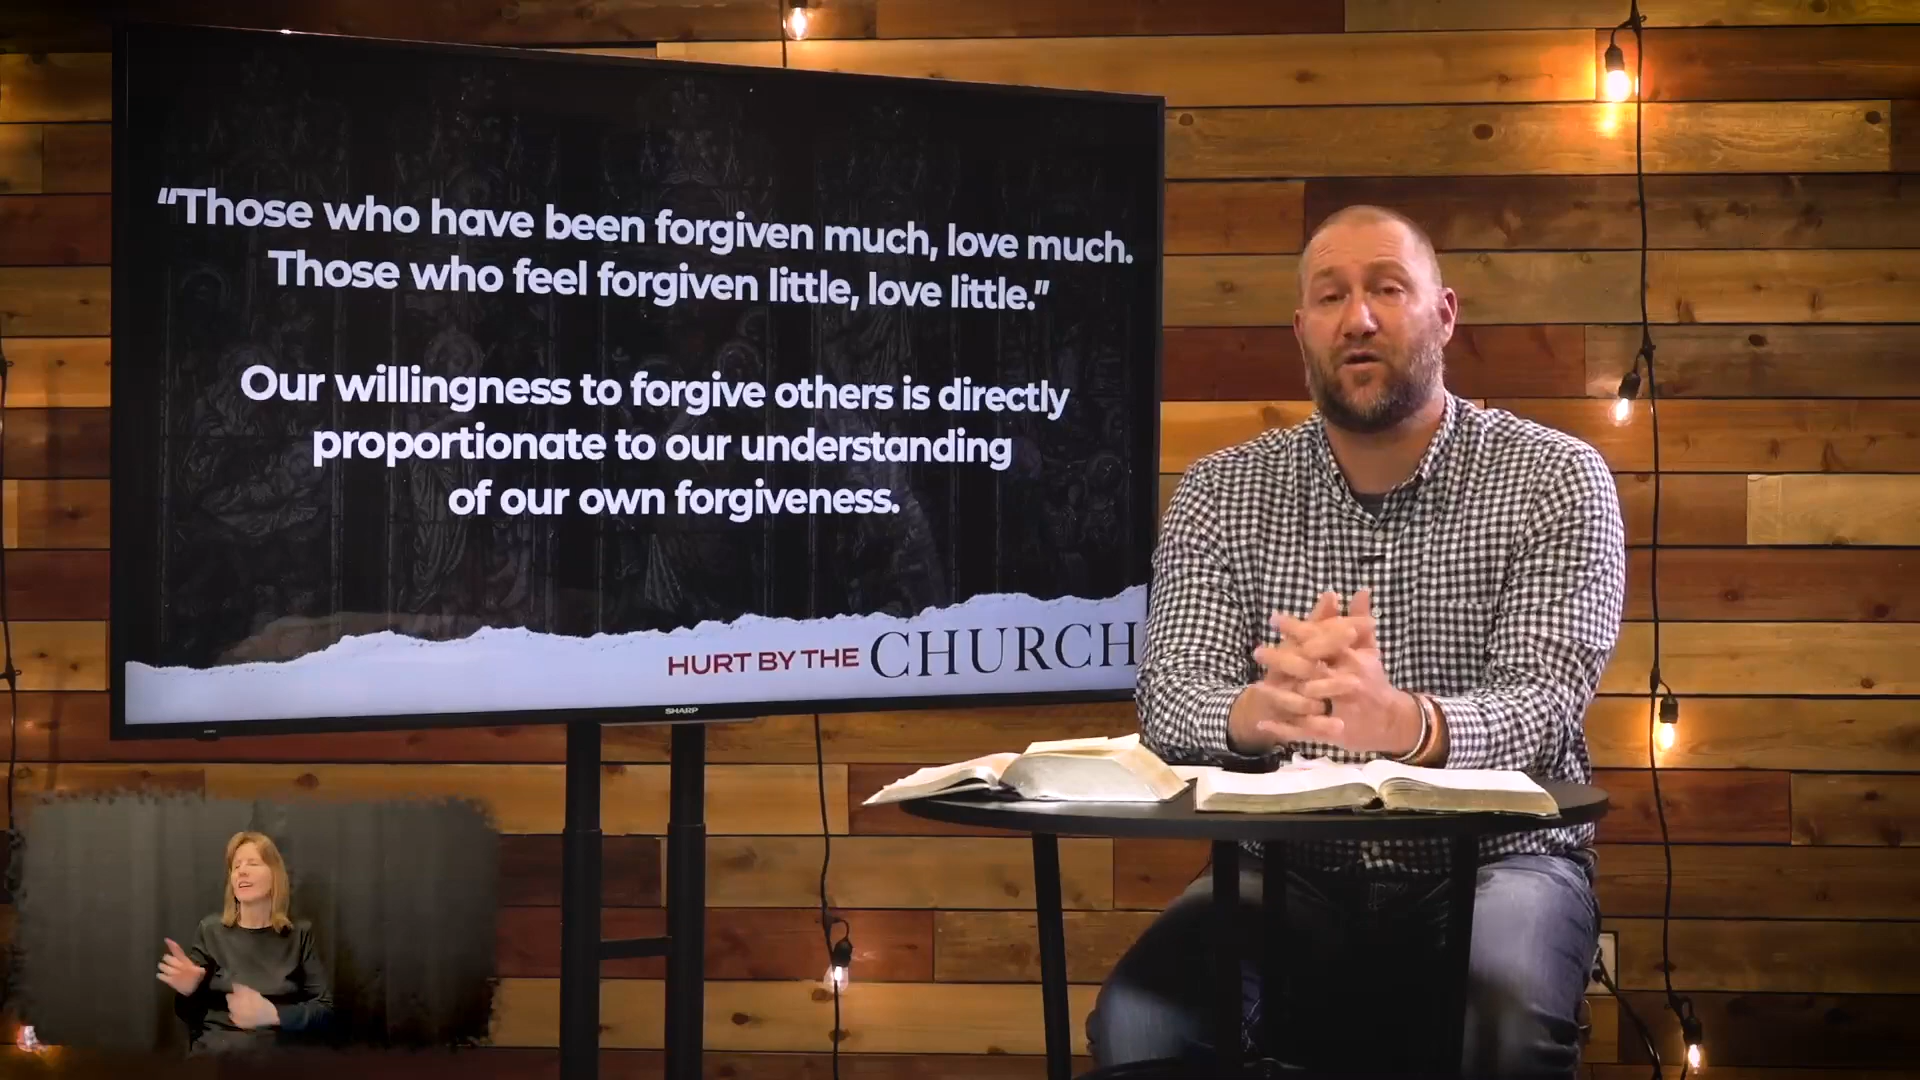 “Those who have been forgiven much, love much.
Those who feel forgiven little, love little.”
Our willingness to forgive others is directly
proportionate to our understanding
of our own forgiveness.
HURT BY THE CHURCH
SHARP